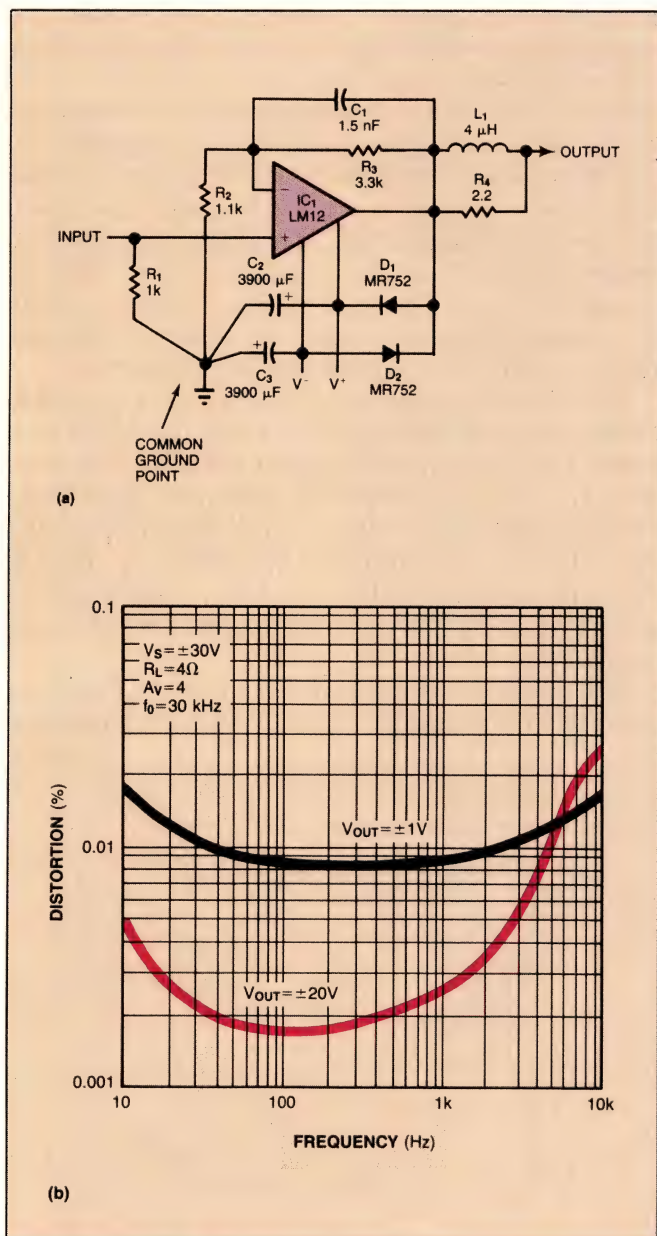 C1
1.5 nF
L1
4 µH
OUTPUT
R3
3.3k
R2
1.1k
−
IC1
LM12
+
R4
2.2
INPUT
R1
1k
C2
3900 µF
+
D1
MR752
+
C3
3900 µF
V-
V+
D2
MR752
COMMON
GROUND
POINT
(a)
0.1
VS=±30V
RL=4Ω
AV=4
f0=30 kHz
DISTORTION (%)
VOUT=±1V
0.01
VOUT=±20V
0.001
10
100
1k
10k
FREQUENCY (Hz)
(b)